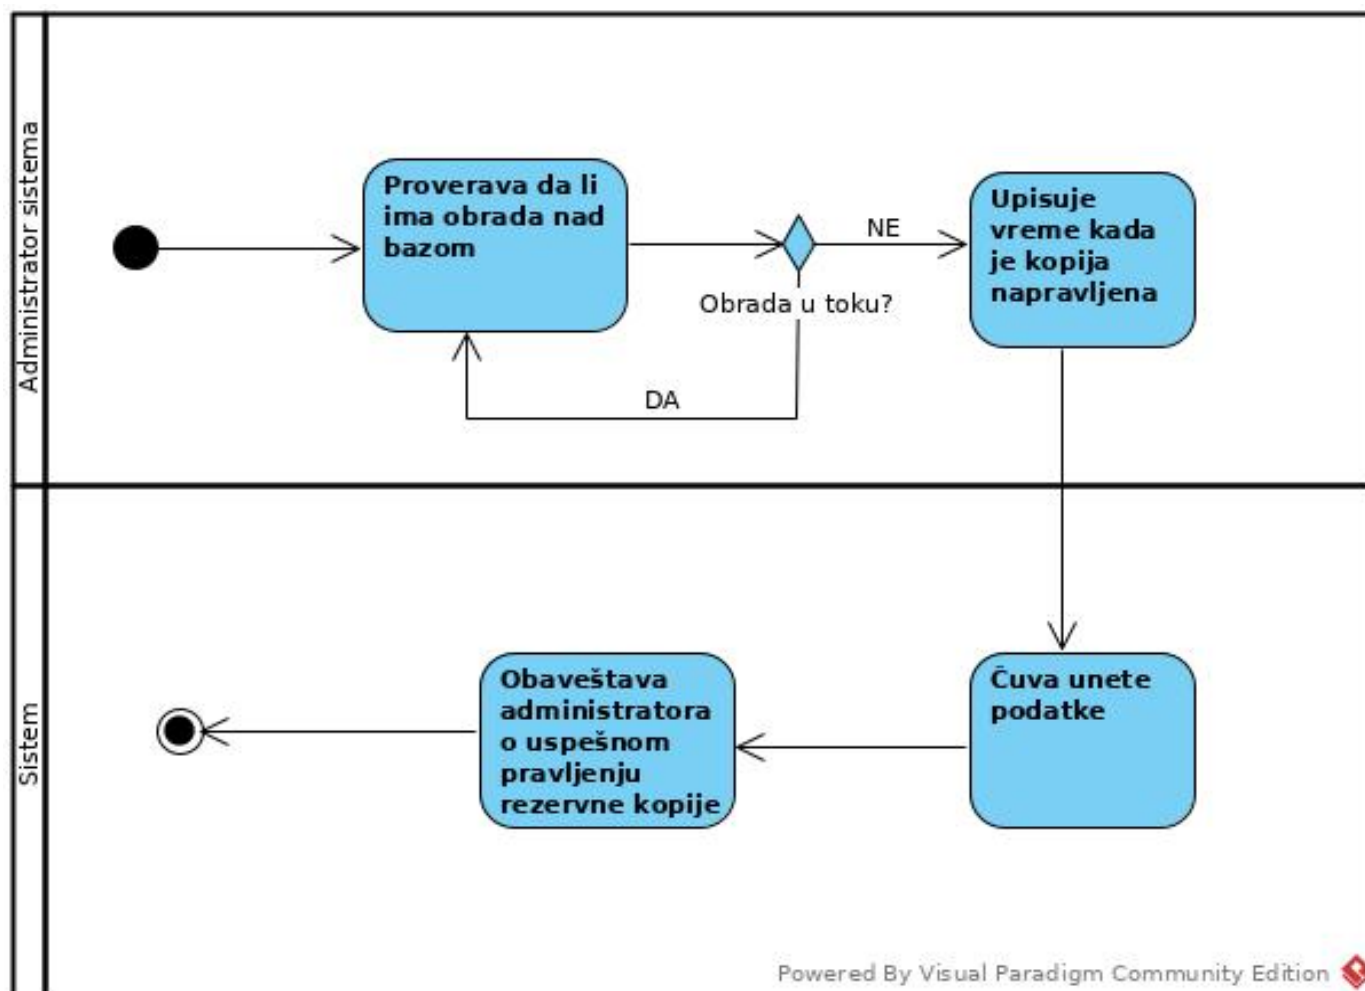 Administrator sistema
Proverava da li
ima obrada nad
bazom
NE
Obrada u toku?
DA
Upisuje
vreme kada
je kopija
napravljena
Sistem
Obaveštava
administratora
o uspešnom
pravljenju
rezervne kopije
Čuva unete
podatke
Powered By Visual Paradigm Community Edition